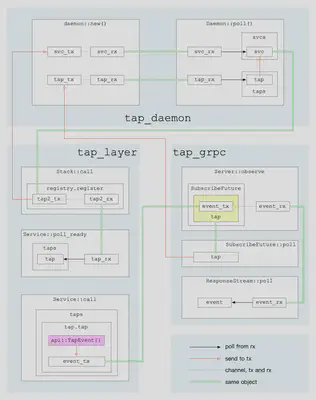 Daemon::new()
Daemon::poll()
svcs
svc_tx
svc_rx
svc_rx
svc
tap_tx
tap_rx
tap_rx
tap
taps
tap_daemon
tap_layer
tap_grpc
Stack::call
registry.register
tap2_tx
tap2_rx
Service::poll_ready
taps
tap
tap_rx
Service::call
taps
tap.tap
api::TapEvent()
event_tx
Server::observe
SubscribeFuture
event_tx
event_rx
tap
SubscribeFuture::poll
tap
ResponseStream::poll
event
event_rx
poll from rx
send to tx
channel, tx and rx
same object